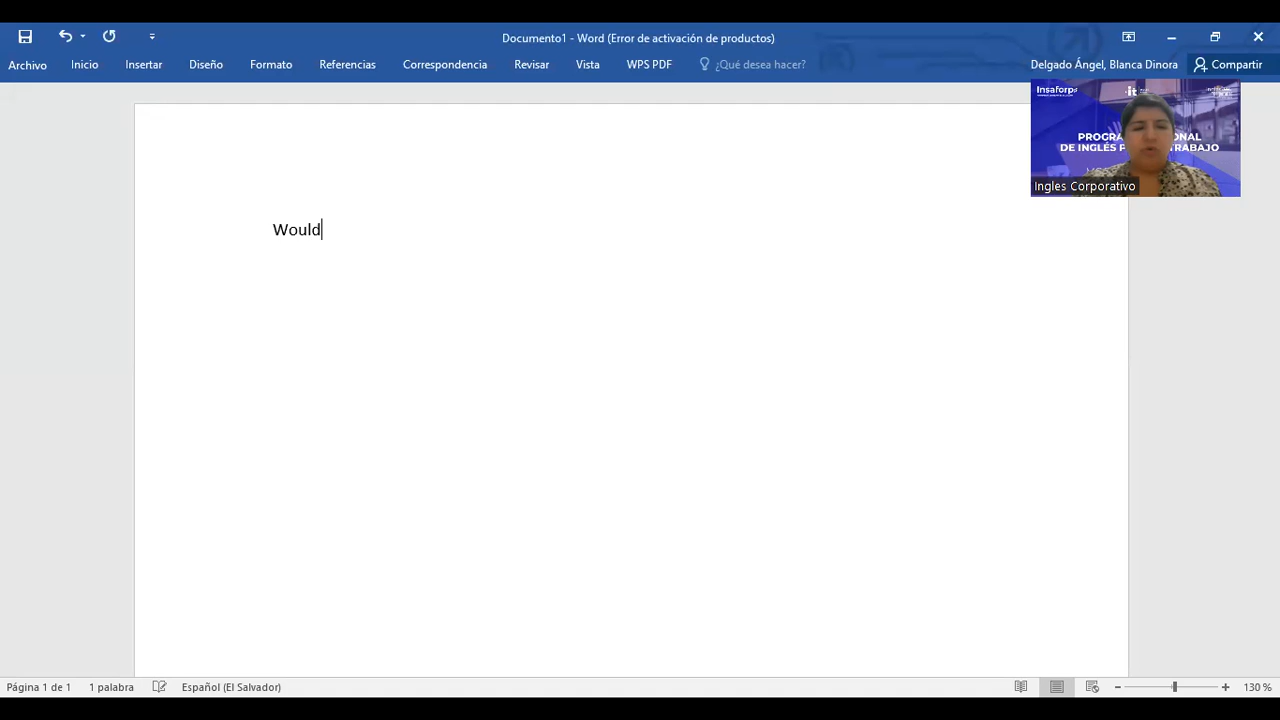 Documento1 - Word (Error de activación de productos)
Archivo Inicio Insertar Diseño Formato Referencias Correspondencia Revisar Vista WPS PDF ¿Qué desea hacer? Delgado Ángel, Blanca Dinora Compartir
Insaforp
Ingles Corporativo
Would
Página 1 de 1 1 palabra Español (El Salvador) 130 %